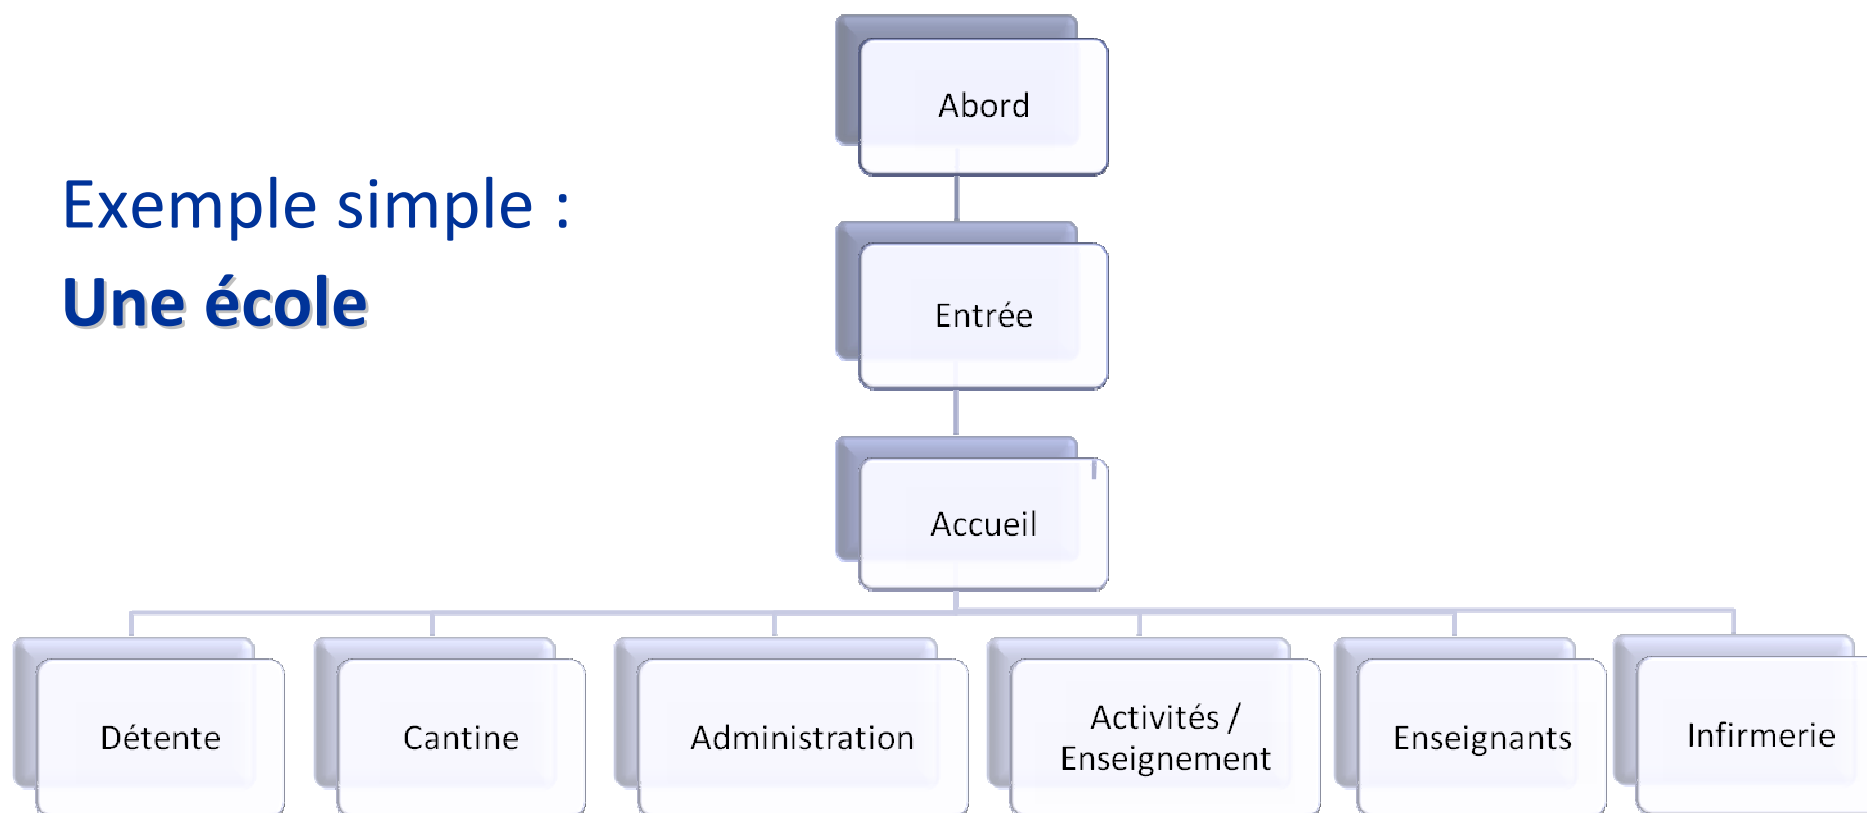 Abord
Exemple simple :
Une école
Entrée
Accueil
Détente
Cantine
Administration
Activités /
Enseignement
Enseignants
Infirmerie